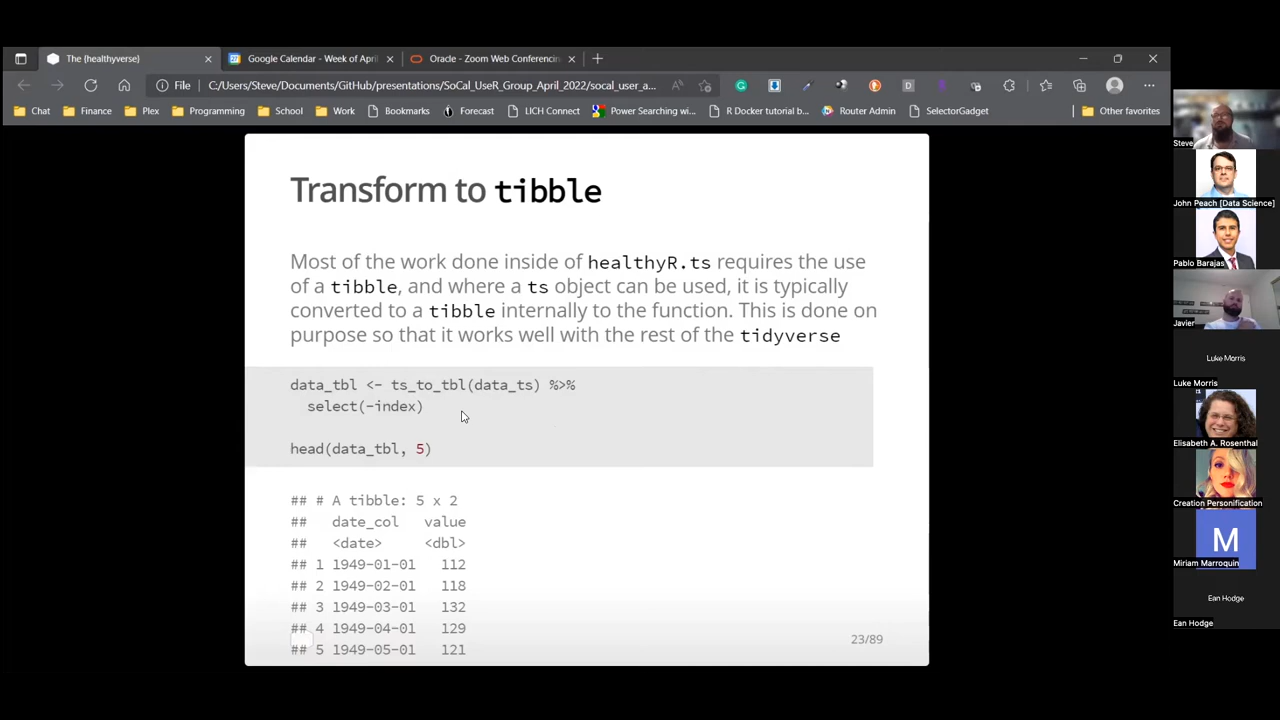 The {healthyverse}
Google Calendar - Week of April
Oracle - Zoom Web Conferencin
File
C:/Users/Steve/Documents/GitHub/presentations/SoCal_UseR_Group_April_2022/socal_user_a...
Chat
Finance
Plex
Programming
School
Work
Bookmarks
Forecast
LICH Connect
Power Searching wi...
R Docker tutorial b...
Router Admin
SelectorGadget
Other favorites
Transform to tibble
Most of the work done inside of healthyR.ts requires the use
of a tibble, and where a ts object can be used, it is typically
converted to a tibble internally to the function. This is done on
purpose so that it works well with the rest of the tidyverse
data_tbl <- ts_to_tbl(data_ts) %>%
select(-index)
head(data_tbl, 5)
## # A tibble: 5 x 2
## date_col value
## <date> <dbl>
## 1 1949-01-01 112
## 2 1949-02-01 118
## 3 1949-03-01 132
## 4 1949-04-01 129
## 5 1949-05-01 121
23/89
Steve
John Peach [Data Science]
Pablo Barajas
Javier
Luke Morris
Luke Morris
Elisabeth A. Rosenthal
Creation Personification
M
Miriam Marroquin
Ean Hodge
Ean Hodge